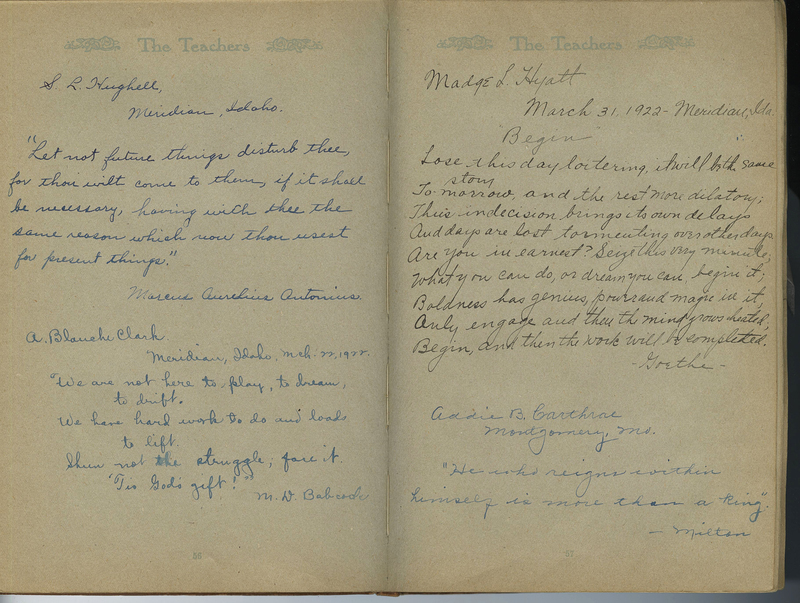 The Teachers
S. L. Hughell,
Meridian, Idaho.
"Let not future things disturb thee,
for thou wilt come to them, if it shall
be necessary, having with thee the
same reason which now thou usest
for present things."
Marcus Aurelius Antonius.
A. Blanche Clark.
Meridian, Idaho, Mch-22, 1922.
"We are not here to play, to dream,
to drift.
We have hard work to do and loads
to lift.
Shun not the struggle; face it.
'Tis God's gift!"
M. D. Babcock
56
The Teachers
Madge L. Hyatt
March 31, 1922 - Meridian, Ida.
"Begin"
Lose this day loitering, it will be the same
story
To morrow, and the rest more dilatory;
This indecision brings its own delays
And days are lost tormenting over other days.
Are you in earnest? Seize this very minute;
What you can do, or dream you can, begin it;
Boldness has genius, power and magic in it,
Only engage and then the mind grows heated,
Begin, and then the work will be completed.
- Goethe -
Addie B. Carthrae
Montgomery, Mo.
"He who reigns within
himself is more than a king".
- Milton
57